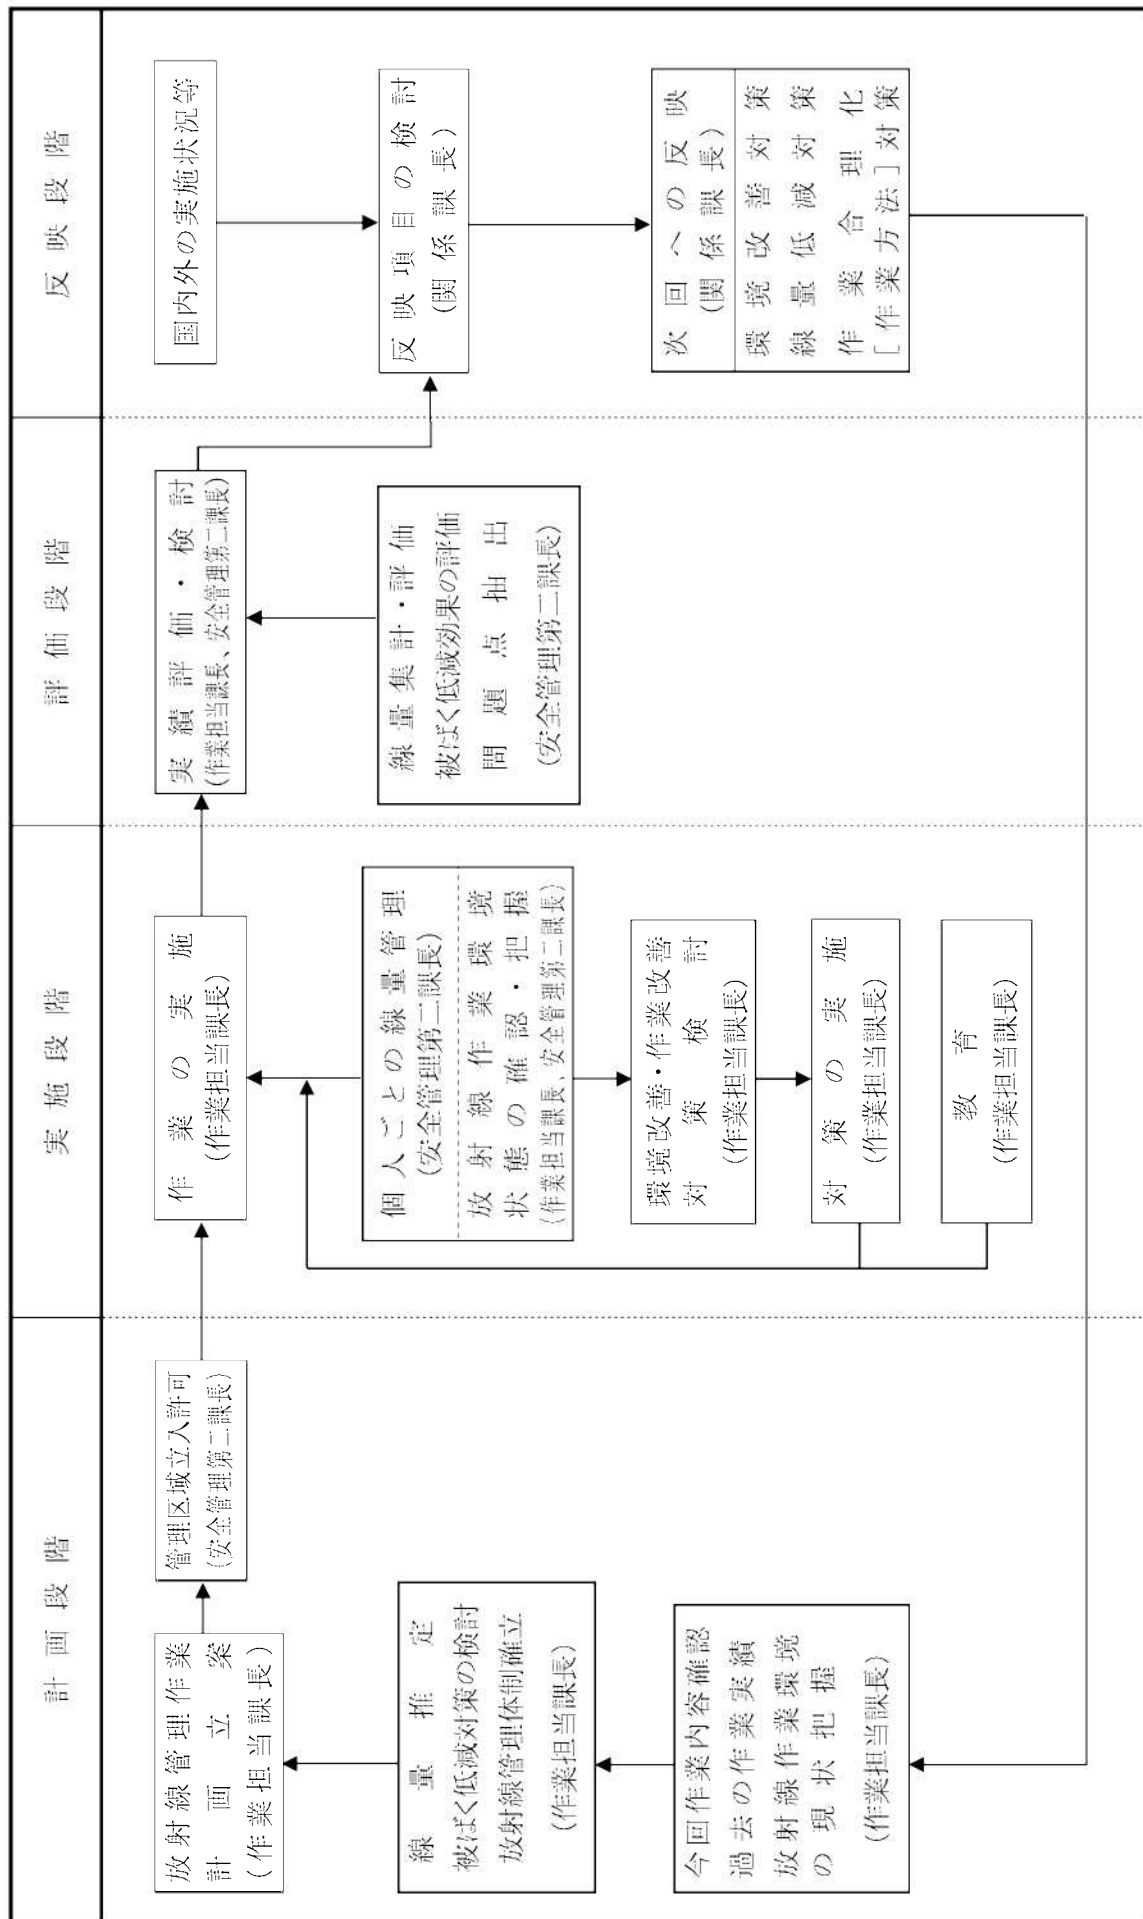 計画段階
実施段階
評価段階
反映段階
放射線管理作業
計画立案
(作業担当課長)
管理区域立入許可
(安全管理第二課長)
線量推定
被ばく低減対策の検討
放射線管理体制確立
(作業担当課長)
今回作業内容確認
過去の作業実績
放射線作業環境
の現状把握
(作業担当課長)
作業の実施
(作業担当課長)
個人ごとの線量管理
(安全管理第二課長)
放射線作業環境
状態の確認・把握
(作業担当課長、安全管理第二課長)
環境改善・作業改善
対策検討
(作業担当課長)
対策の実施
(作業担当課長)
教育
(作業担当課長)
実績評価・検討
(作業担当課長、安全管理第二課長)
線量集計・評価
被ばく低減効果の評価
問題点抽出
(安全管理第二課長)
国内外の実施状況等
反映項目の検討
(関係課長)
次回への反映
(関係課長)
環境改善対策
線量低減対策
作業合理化
[作業方法]対策